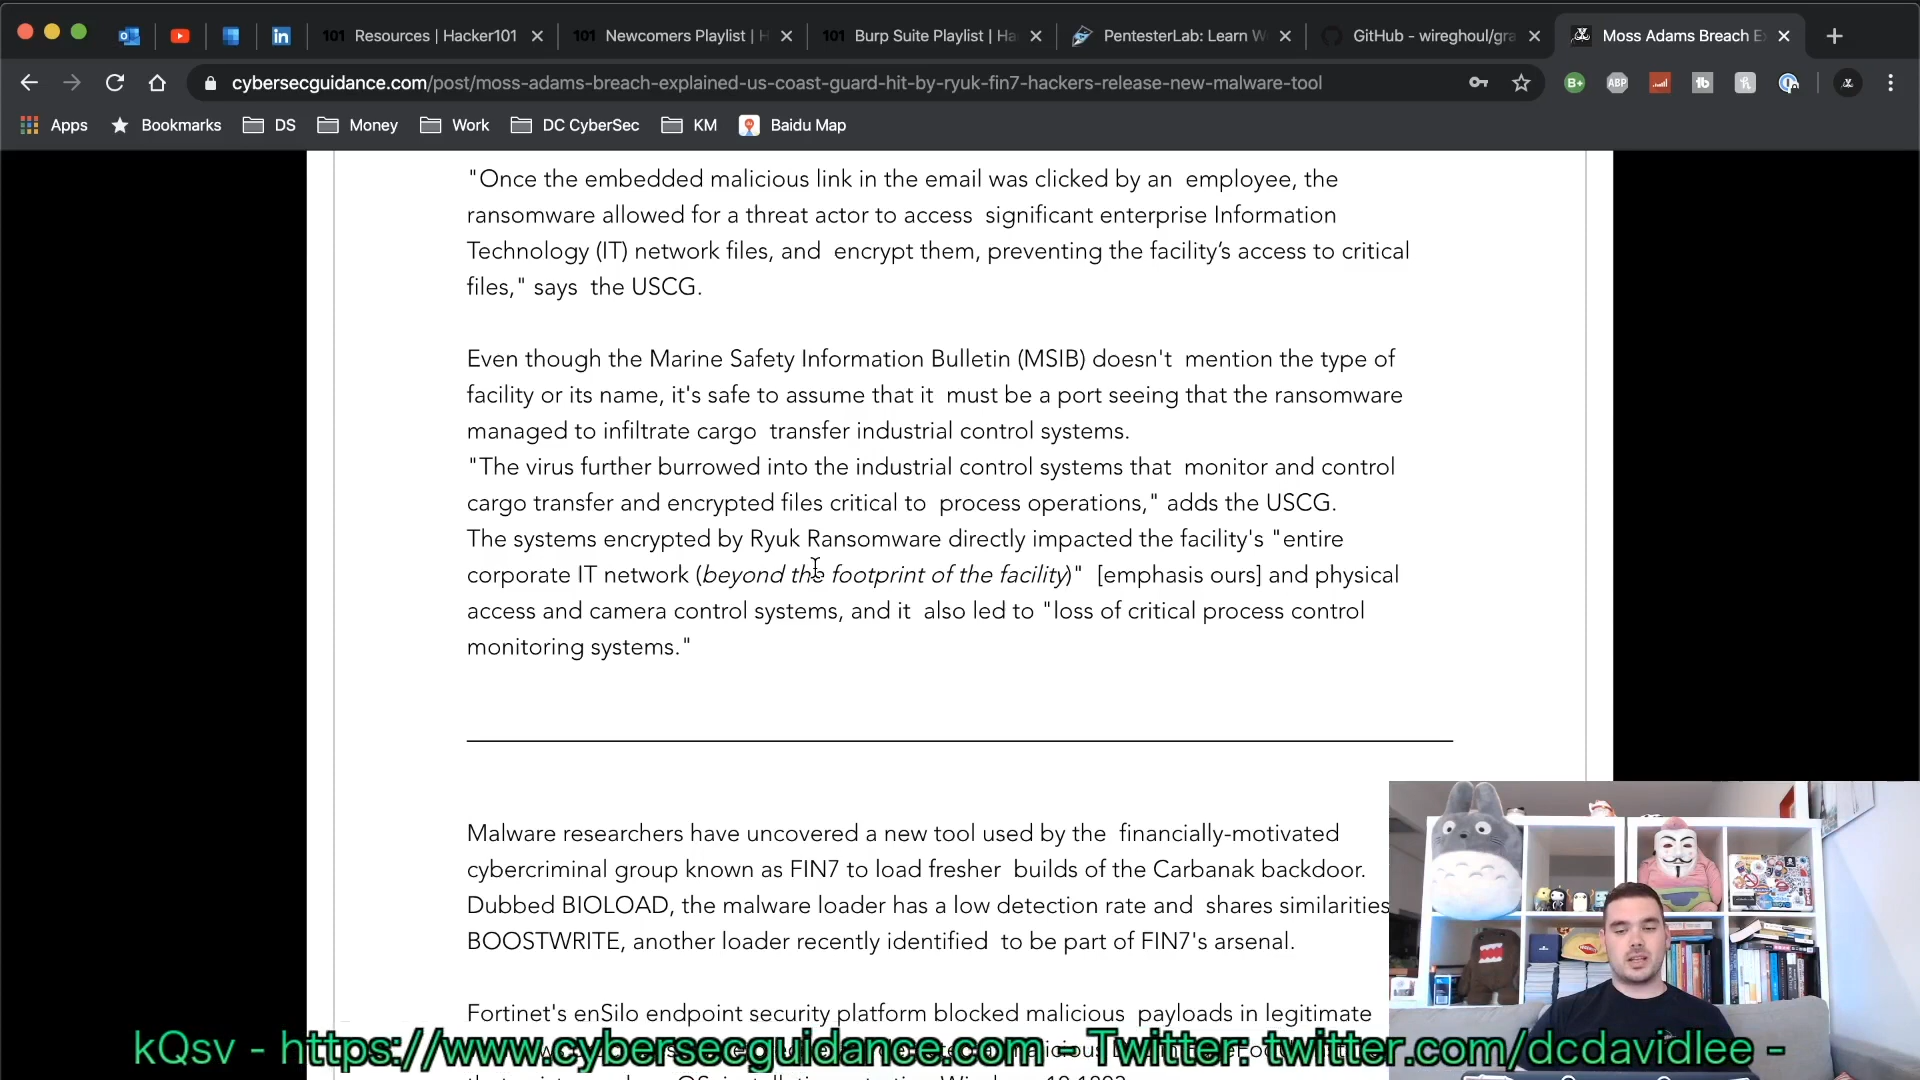 101 Resources | Hacker101
101 Newcomers Playlist | H
101 Burp Suite Playlist | Ha
PentesterLab: Learn W
GitHub - wireghoul/gra
Moss Adams Breach E
cybersecguidance.com/post/moss-adams-breach-explained-us-coast-guard-hit-by-ryuk-fin7-hackers-release-new-malware-tool
B+
ABP
tb
Apps
Bookmarks
DS
Money
Work
DC CyberSec
KM
Baidu Map
"Once the embedded malicious link in the email was clicked by an employee, the
ransomware allowed for a threat actor to access significant enterprise Information
Technology (IT) network files, and encrypt them, preventing the facility’s access to critical
files," says the USCG.
Even though the Marine Safety Information Bulletin (MSIB) doesn't mention the type of
facility or its name, it's safe to assume that it must be a port seeing that the ransomware
managed to infiltrate cargo transfer industrial control systems.
"The virus further burrowed into the industrial control systems that monitor and control
cargo transfer and encrypted files critical to process operations," adds the USCG.
The systems encrypted by Ryuk Ransomware directly impacted the facility's "entire
corporate IT network (beyond the footprint of the facility)" [emphasis ours] and physical
access and camera control systems, and it also led to "loss of critical process control
monitoring systems."
Malware researchers have uncovered a new tool used by the financially-motivated
cybercriminal group known as FIN7 to load fresher builds of the Carbanak backdoor.
Dubbed BIOLOAD, the malware loader has a low detection rate and shares similarities
BOOSTWRITE, another loader recently identified to be part of FIN7's arsenal.
Fortinet's enSilo endpoint security platform blocked malicious payloads in legitimate
kQsv - https://www.cybersecguidance.com - Twitter: twitter.com/dcdavidlee -